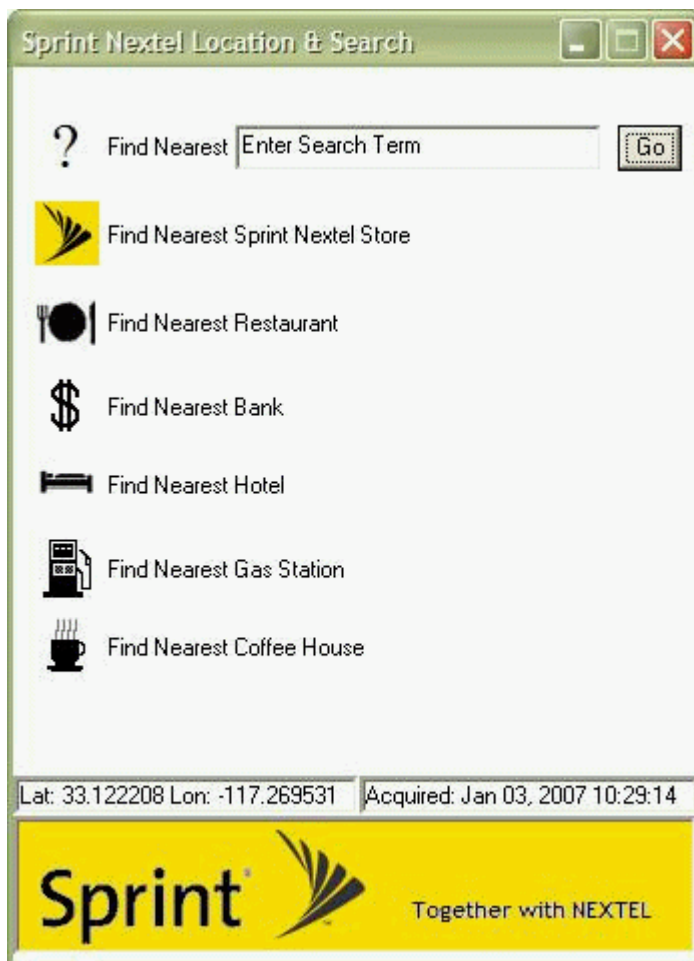 Sprint Nextel Location & Search
? Find Nearest Enter Search Term Go
Find Nearest Sprint Nextel Store
Find Nearest Restaurant
$ Find Nearest Bank
Find Nearest Hotel
Find Nearest Gas Station
Find Nearest Coffee House
Lat: 33.122208 Lon: -117.269531 Acquired: Jan 03, 2007 10:29:14
Sprint Together with NEXTEL